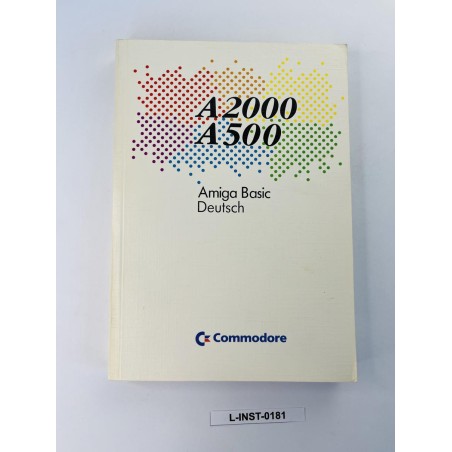 A2000
A500
Amiga Basic
Deutsch
Commodore
L-INST-0181